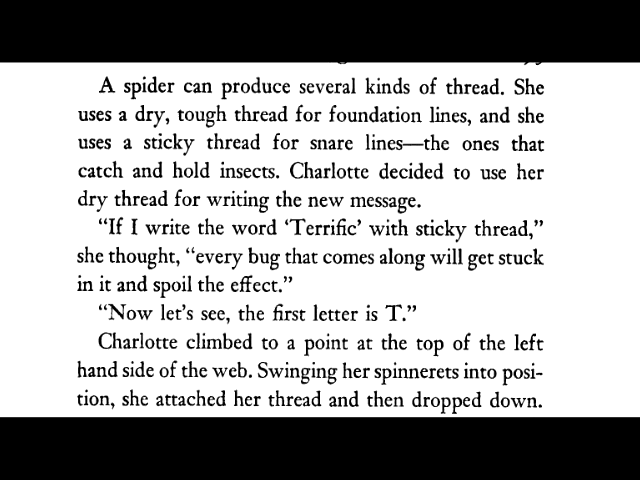 A spider can produce several kinds of thread. She
uses a dry, tough thread for foundation lines, and she
uses a sticky thread for snare lines—the ones that
catch and hold insects. Charlotte decided to use her
dry thread for writing the new message.
“If I write the word ‘Terrific’ with sticky thread,”
she thought, “every bug that comes along will get stuck
in it and spoil the effect.”
“Now let’s see, the first letter is T.”
Charlotte climbed to a point at the top of the left
hand side of the web. Swinging her spinnerets into posi-
tion, she attached her thread and then dropped down.